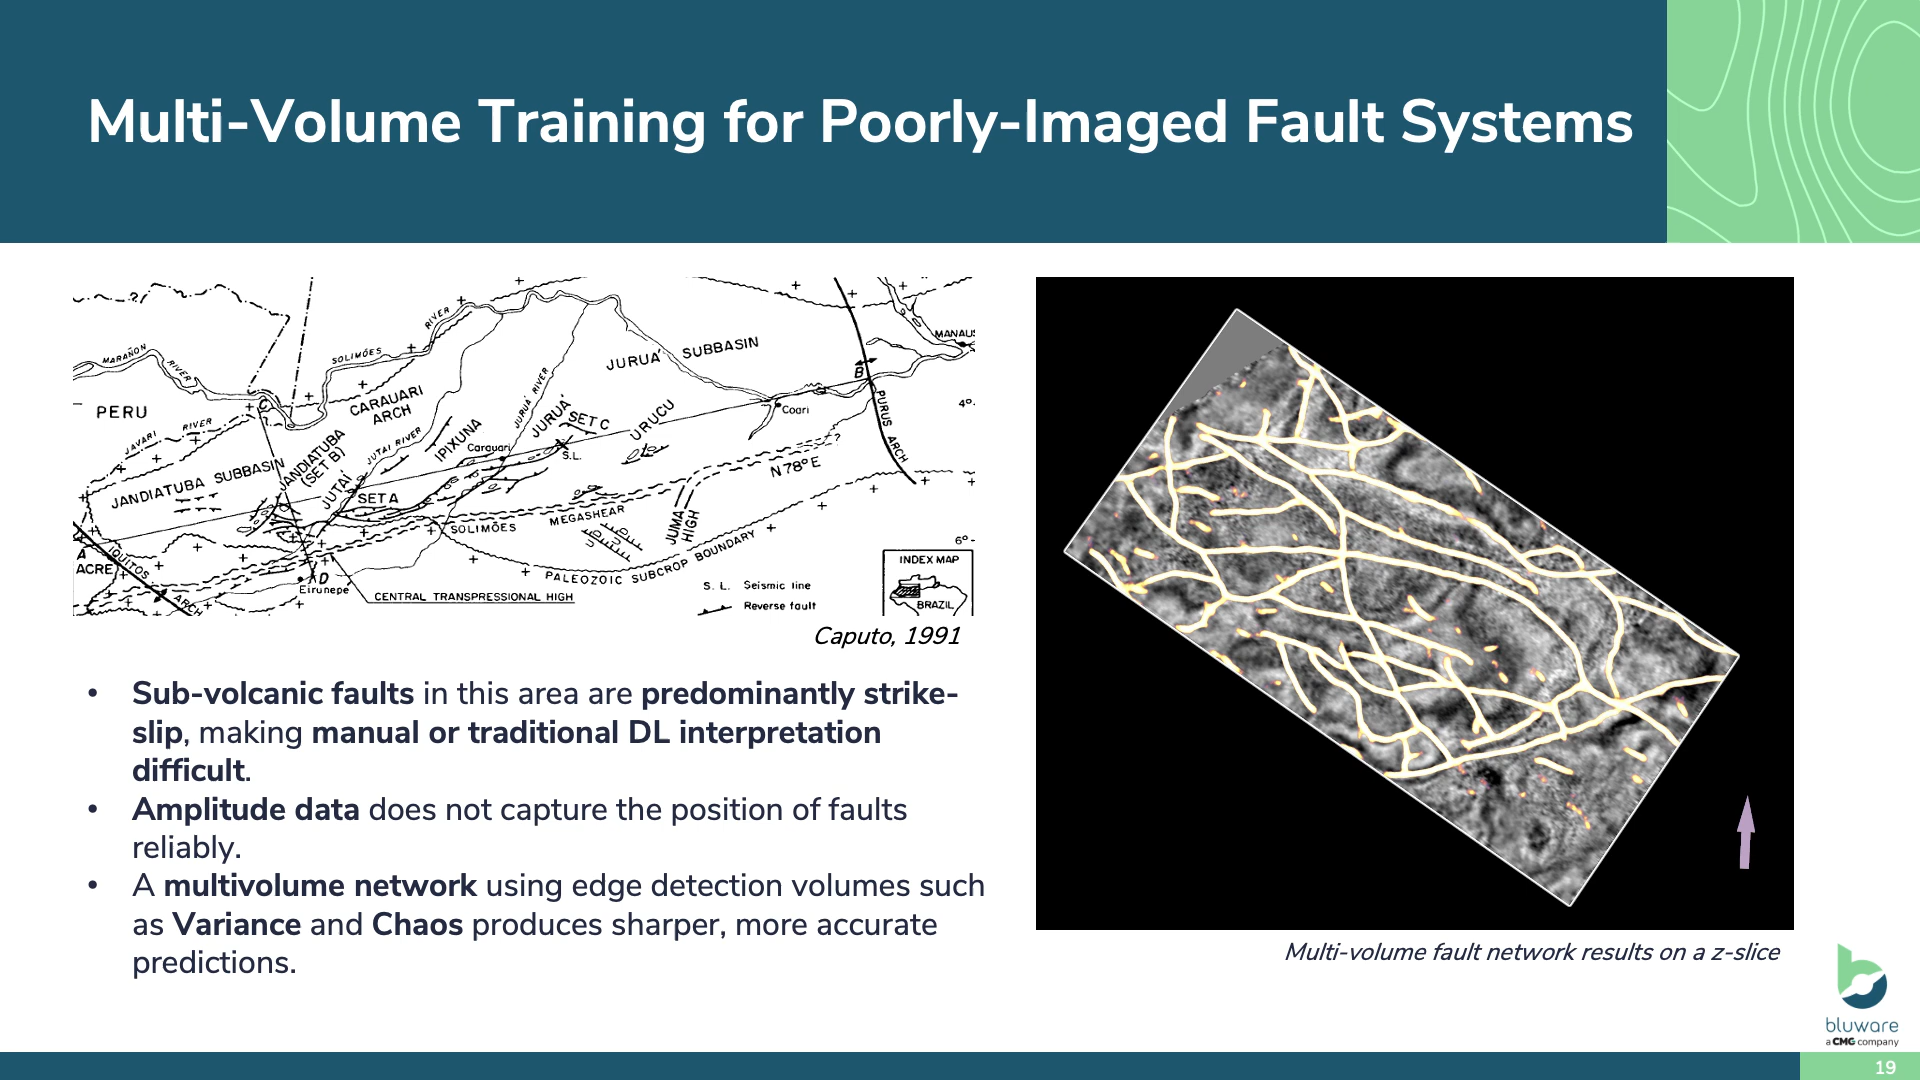 Multi-Volume Training for Poorly-Imaged Fault Systems
?
RIVER
MANAUS
MARAÑON
RIVER
SOLIMÕES
JURUA' SUBBASIN
B
C
CARAUARI
ARCH
PERU
JURUA' RIVER
JURUA'
SET C
URUCU
Coari
PURUS ARCH
4º
JAVARI RIVER
JUTAI RIVER
IPIXUNA
Carauari
S.L.
?
N 78º E
JANDIATUBA SUBBASIN
JANDIATUBA
(SET B)
JUTAI'
SET A
SOLIMÕES MEGASHEAR
JUMA
HIGH
U D U D
6º
A
ACRE
IQUITOS ARCH
D
Eirunepe
PALEOZOIC SUBCROP BOUNDARY
CENTRAL TRANSPRESSIONAL HIGH
S. L. Seismic line
Reverse fault
INDEX MAP
BRAZIL
Caputo, 1991
• Sub-volcanic faults in this area are predominantly strike-
slip, making manual or traditional DL interpretation
difficult.
• Amplitude data does not capture the position of faults
reliably.
• A multivolume network using edge detection volumes such
as Variance and Chaos produces sharper, more accurate
predictions.
Multi-volume fault network results on a z-slice
bluware
a CMG company
19